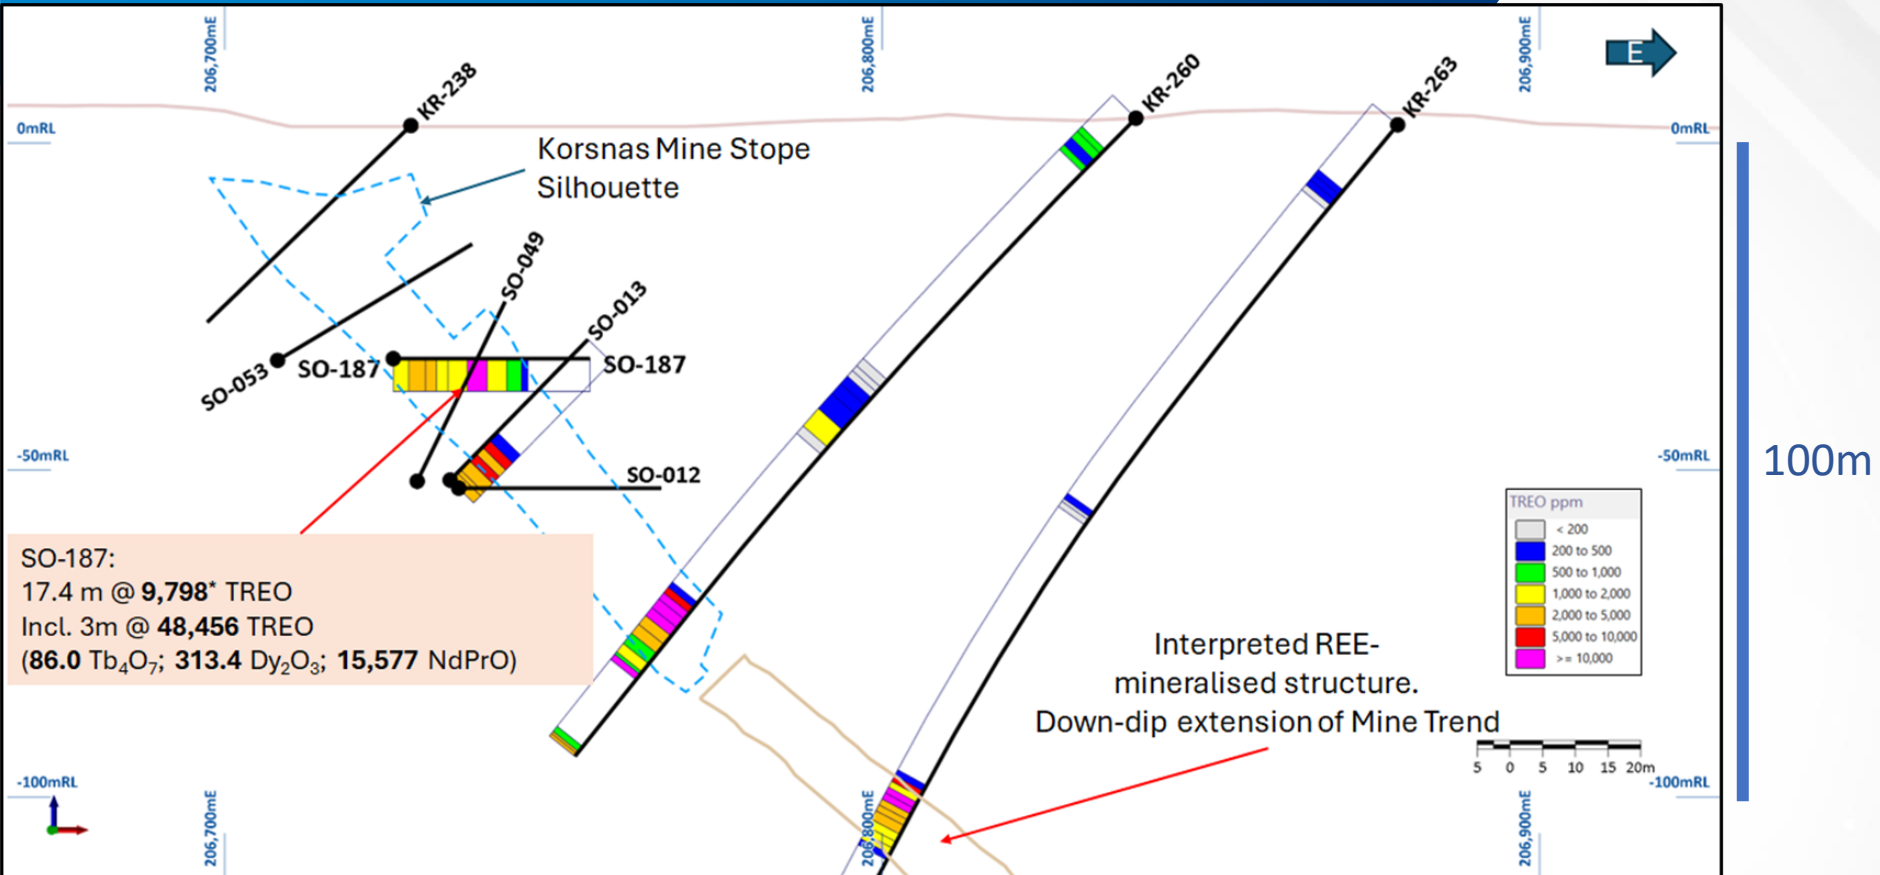 206,700mE
206,800mE
206,900mE
E
KR-238
KR-260
KR-263
0mRL
0mRL
Korsnas Mine Stope
Silhouette
SO-049
SO-013
SO-053
SO-187
SO-187
-50mRL
-50mRL
SO-012
100m
TREO ppm
< 200
200 to 500
500 to 1,000
1,000 to 2,000
2,000 to 5,000
5,000 to 10,000
>= 10,000
SO-187:
17.4 m @ 9,798* TREO
Incl. 3m @ 48,456 TREO
(86.0 Tb₄O₇; 313.4 Dy₂O₃; 15,577 NdPrO)
Interpreted REE-
mineralised structure.
Down-dip extension of Mine Trend
5 0 5 10 15 20m
-100mRL
-100mRL
206,700mE
206,800mE
206,900mE